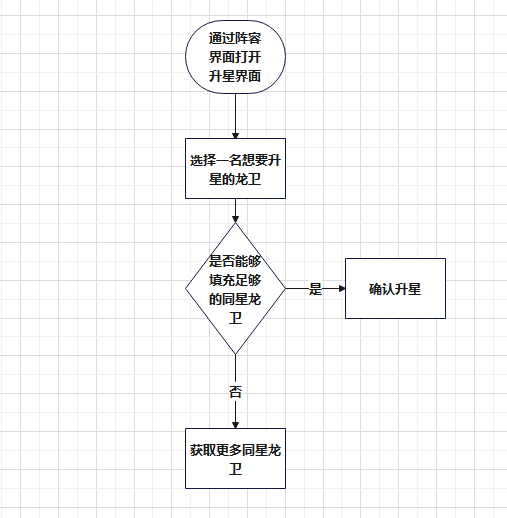 通过阵容
界面打开
升星界面
选择一名想要升
星的龙卫
是否能够
填充足够
的同星龙
卫
是
确认升星
否
获取更多同星龙
卫